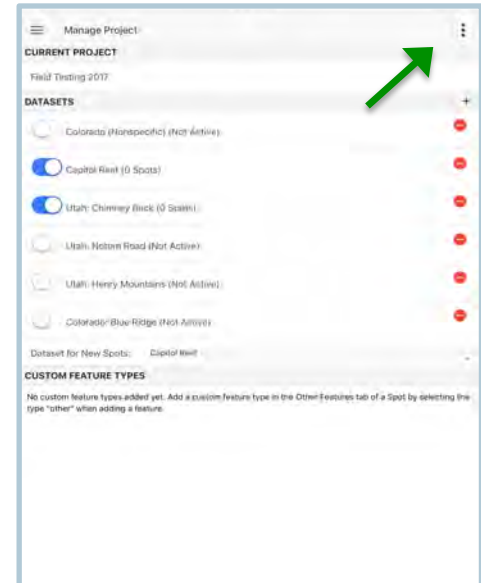 Manage Project
CURRENT PROJECT
Field Testing 2017
DATASETS +
Colorado (Nonspecific) (Not Active)
Capitol Reef (0 Spots)
Utah: Chimney Rock (0 Spots)
Utah: Notom Road (Not Active)
Utah: Henry Mountains (Not Active)
Colorado: Blue Ridge (Not Active)
Dataset for New Spots: Capitol Reef
CUSTOM FEATURE TYPES
No custom feature types added yet. Add a custom feature type in the Other Features tab of a Spot by selecting the
type "other" when adding a feature.